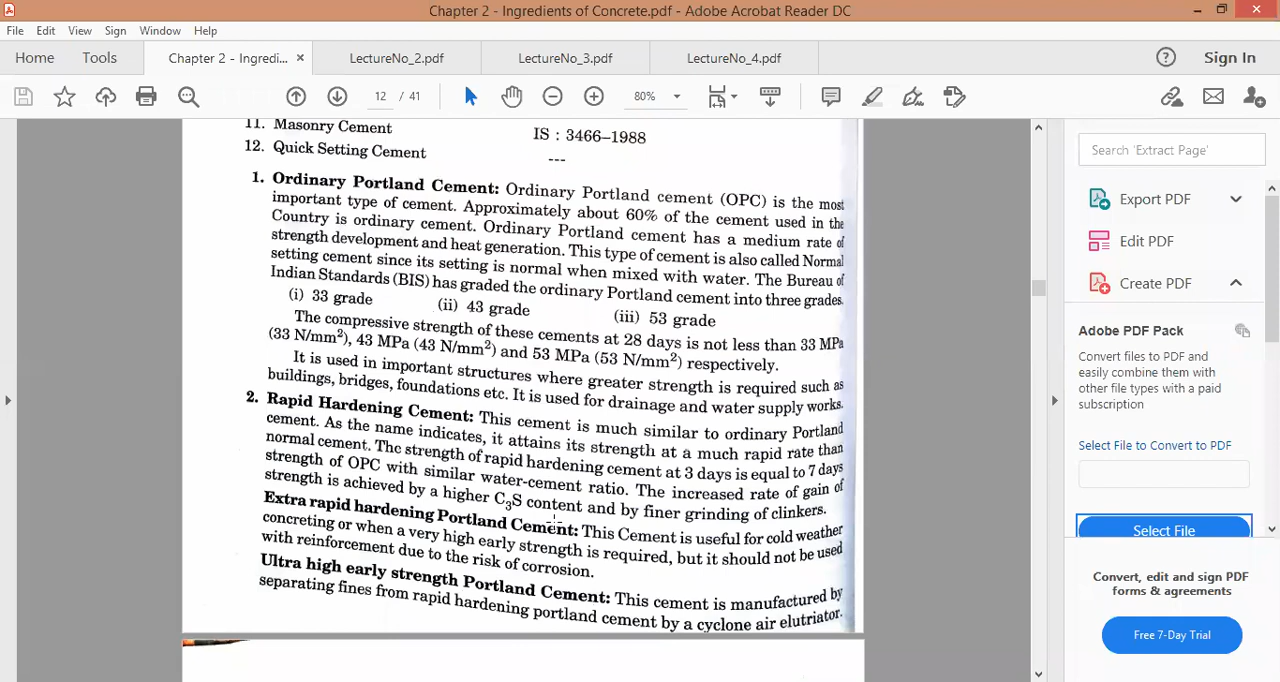 Chapter 2 - Ingredients of Concrete.pdf - Adobe Acrobat Reader DC
File Edit View Sign Window Help
Home Tools Chapter 2 - Ingredi... × LectureNo_2.pdf LectureNo_3.pdf LectureNo_4.pdf Sign In
12 / 41 80%
11. Masonry Cement IS : 3466–1988
12. Quick Setting Cement ---
1. Ordinary Portland Cement: Ordinary Portland cement (OPC) is the most
important type of cement. Approximately about 60% of the cement used in the
Country is ordinary cement. Ordinary Portland cement has a medium rate of
strength development and heat generation. This type of cement is also called Normal
setting cement since its setting is normal when mixed with water. The Bureau of
Indian Standards (BIS) has graded the ordinary Portland cement into three grades.
(i) 33 grade (ii) 43 grade (iii) 53 grade
The compressive strength of these cements at 28 days is not less than 33 MPa
(33 N/mm²), 43 MPa (43 N/mm²) and 53 MPa (53 N/mm²) respectively.
It is used in important structures where greater strength is required such as
buildings, bridges, foundations etc. It is used for drainage and water supply works.
2. Rapid Hardening Cement: This cement is much similar to ordinary Portland
cement. As the name indicates, it attains its strength at a much rapid rate than
normal cement. The strength of rapid hardening cement at 3 days is equal to 7 days
strength of OPC with similar water-cement ratio. The increased rate of gain of
strength is achieved by a higher C₃S content and by finer grinding of clinkers.
Extra rapid hardening Portland Cement: This Cement is useful for cold weather
concreting or when a very high early strength is required, but it should not be used
with reinforcement due to the risk of corrosion.
Ultra high early strength Portland Cement: This cement is manufactured by
separating fines from rapid hardening portland cement by a cyclone air elutriator.
Search 'Extract Page'
Export PDF
Edit PDF
Create PDF
Adobe PDF Pack
Convert files to PDF and
easily combine them with
other file types with a paid
subscription
Select File to Convert to PDF
Select File
Convert, edit and sign PDF
forms & agreements
Free 7-Day Trial